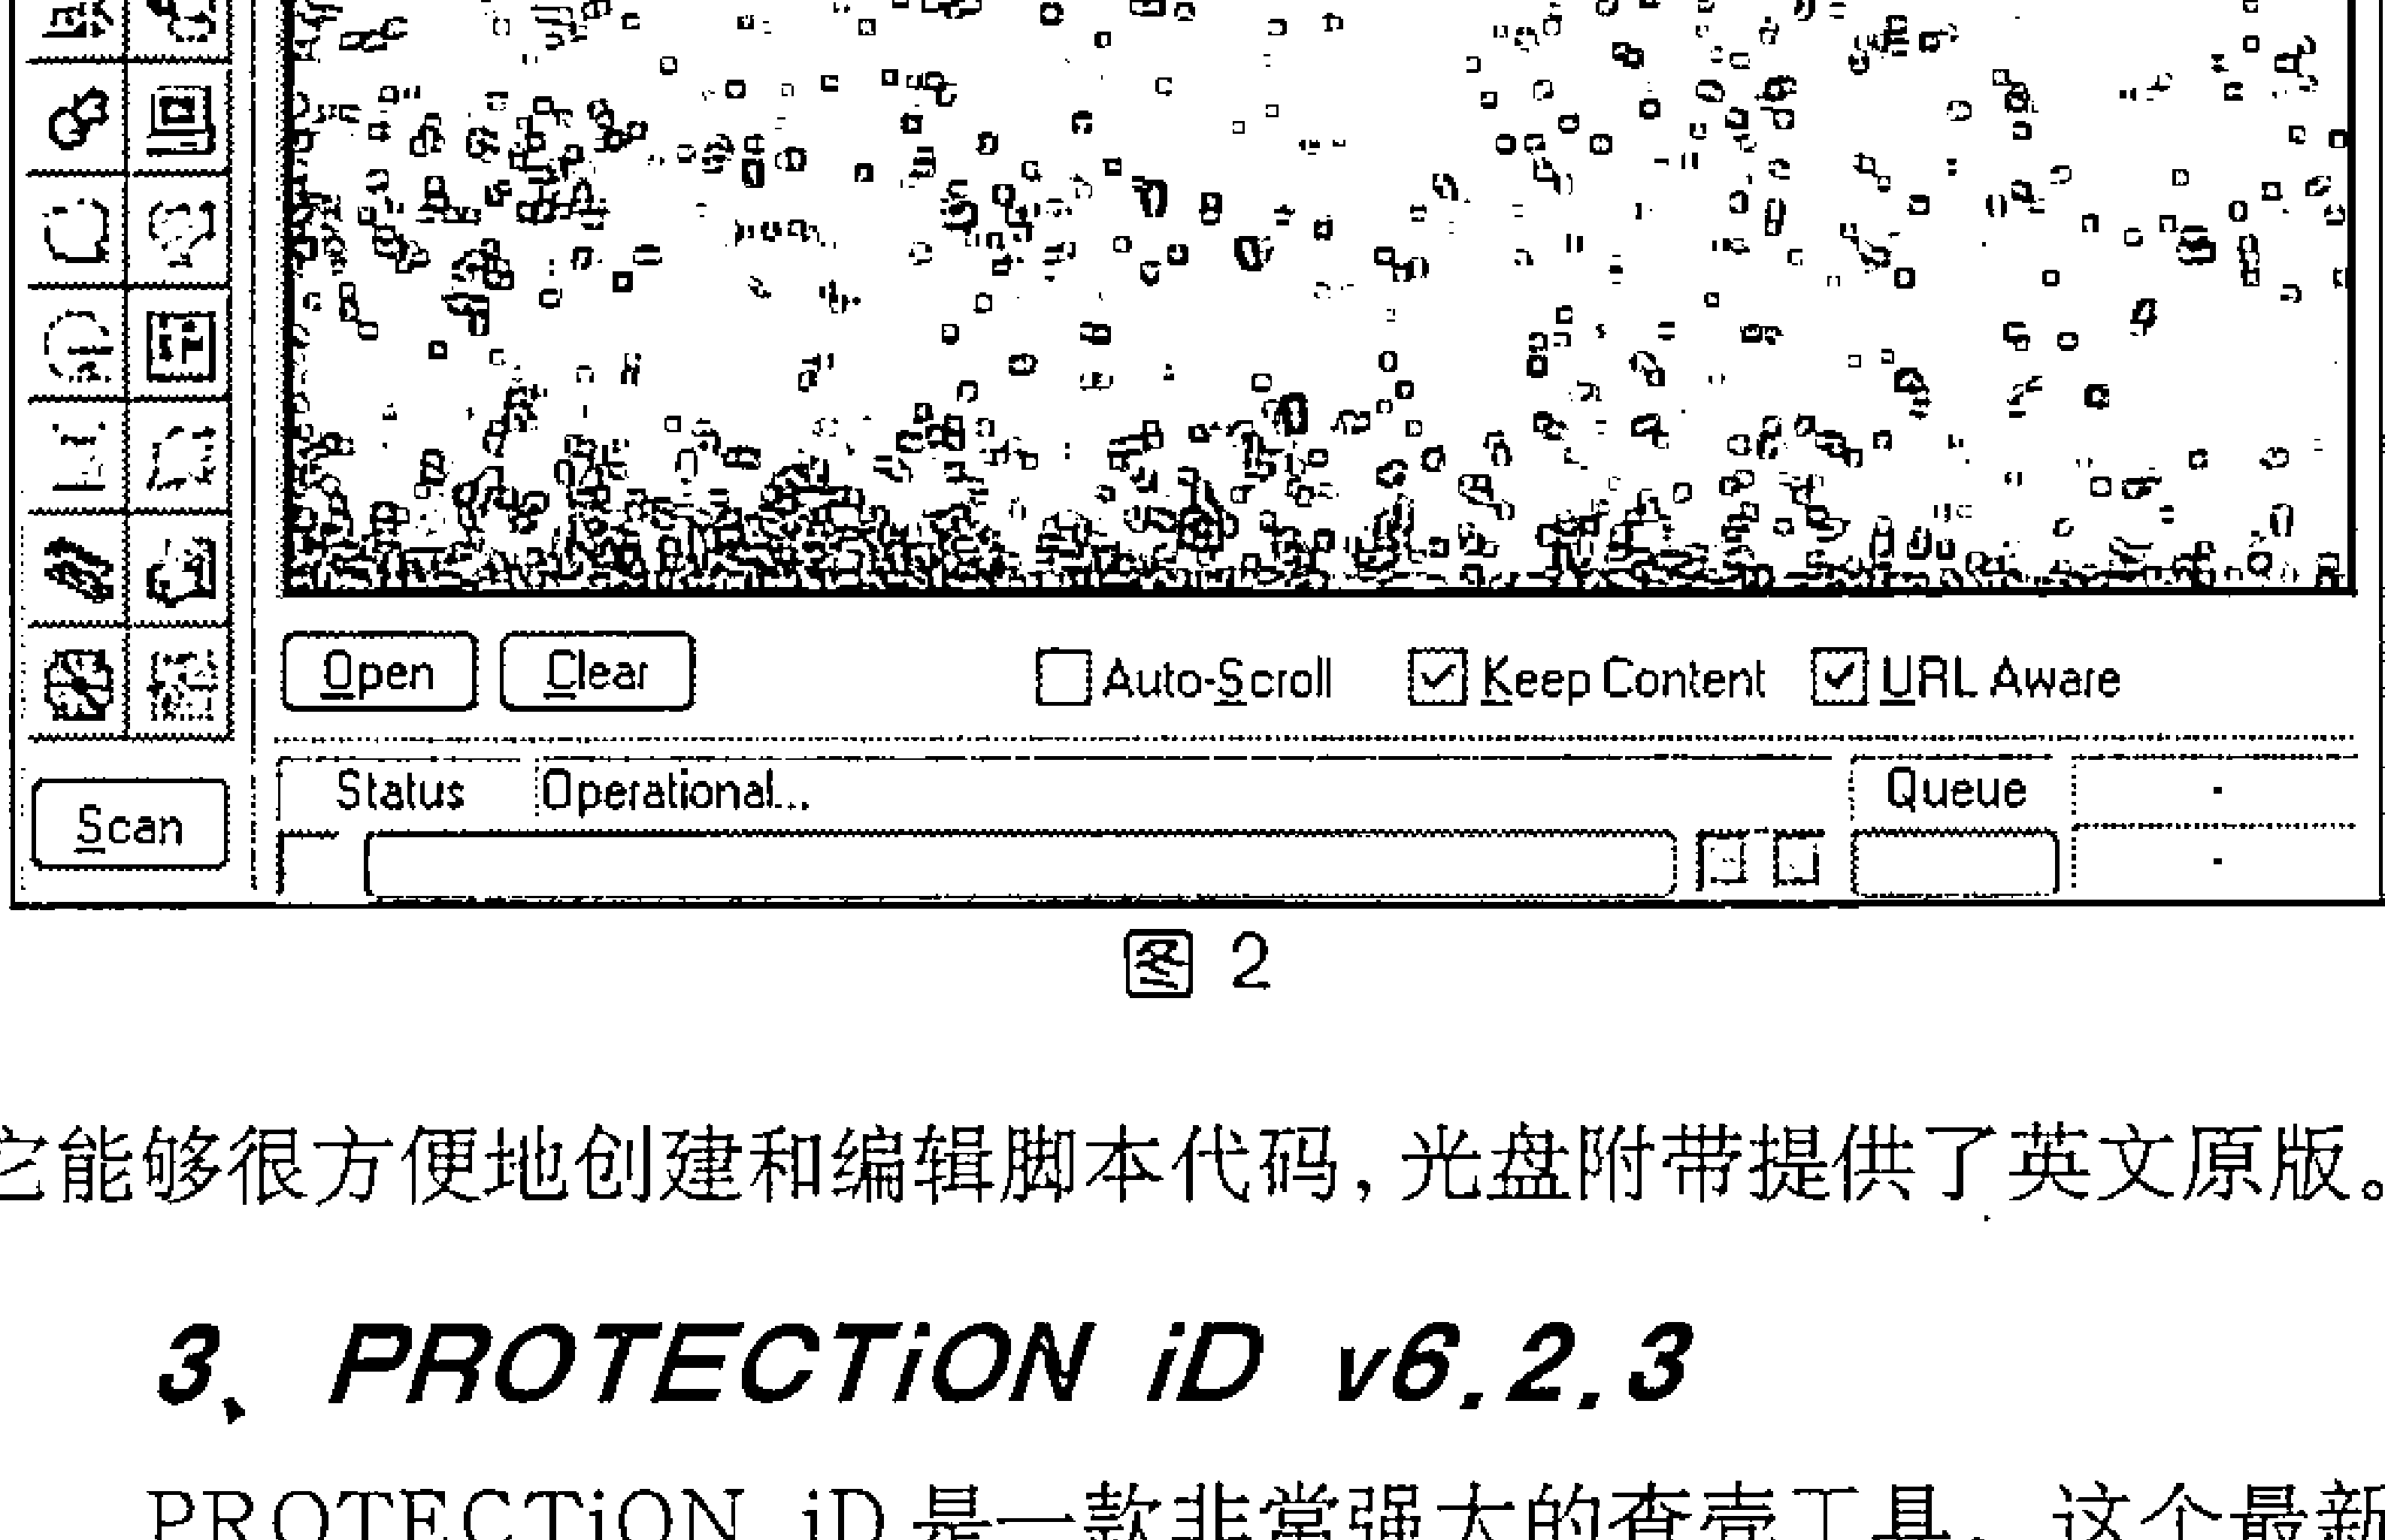 Open Clear Auto-Scroll Keep Content URL Aware
Status Operational... Queue
Scan
图 2
它能够很方便地创建和编辑脚本代码,光盘附带提供了英文原版。
3、PROTECTiON iD v6.2.3
PROTECTiON iD 是一款非常强大的查壳工具。这个最新